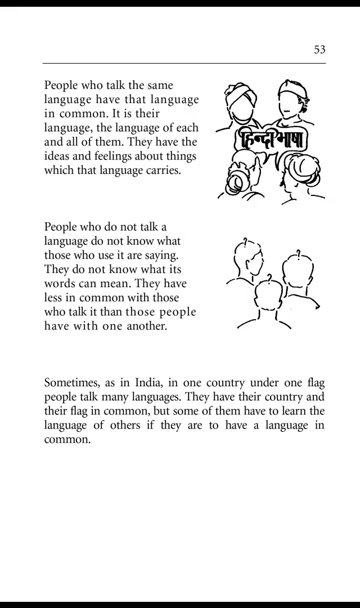 53
People who talk the same
language have that language
in common. It is their
language, the language of each
and all of them. They have the
ideas and feelings about things
which that language carries.
हिन्दी भाषा
People who do not talk a
language do not know what
those who use it are saying.
They do not know what its
words can mean. They have
less in common with those
who talk it than those people
have with one another.
Sometimes, as in India, in one country under one flag
people talk many languages. They have their country and
their flag in common, but some of them have to learn the
language of others if they are to have a language in
common.